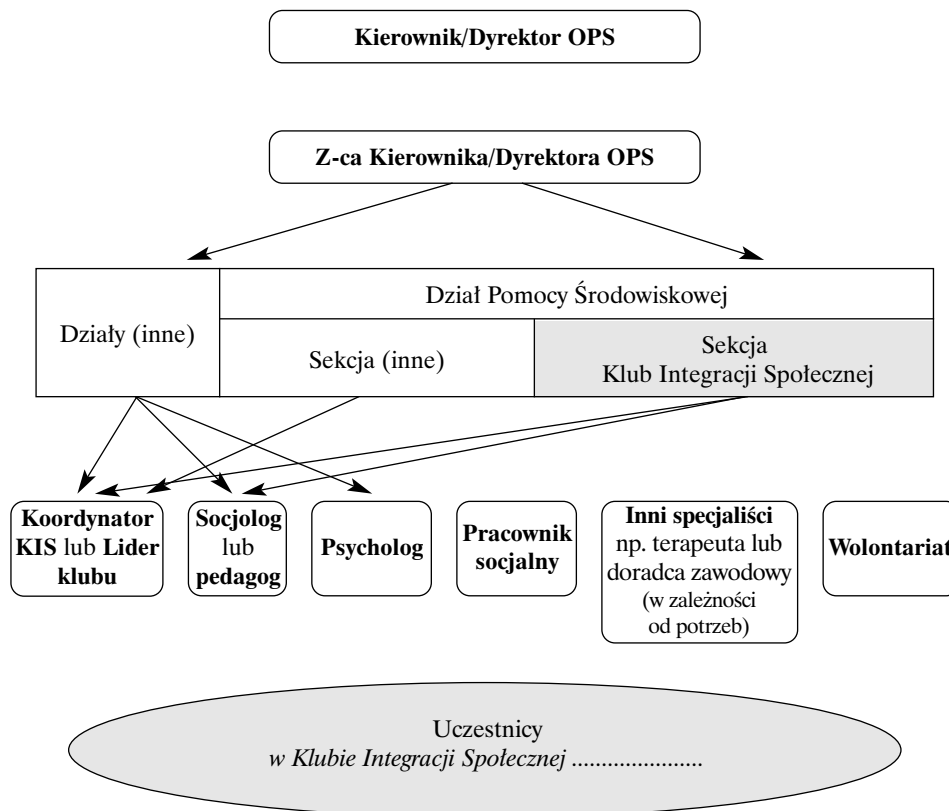 Kierownik/Dyrektor OPS
Z-ca Kierownika/Dyrektora OPS
Działy (inne)
Dział Pomocy Środowiskowej
Sekcja (inne)
Sekcja
Klub Integracji Społecznej
Koordynator
KIS lub Lider
klubu
Socjolog
lub
pedagog
Psycholog
Pracownik
socjalny
Inni specjaliści
np. terapeuta lub
doradca zawodowy
(w zależności
od potrzeb)
Wolontariat
Uczestnicy
w Klubie Integracji Społecznej ......................